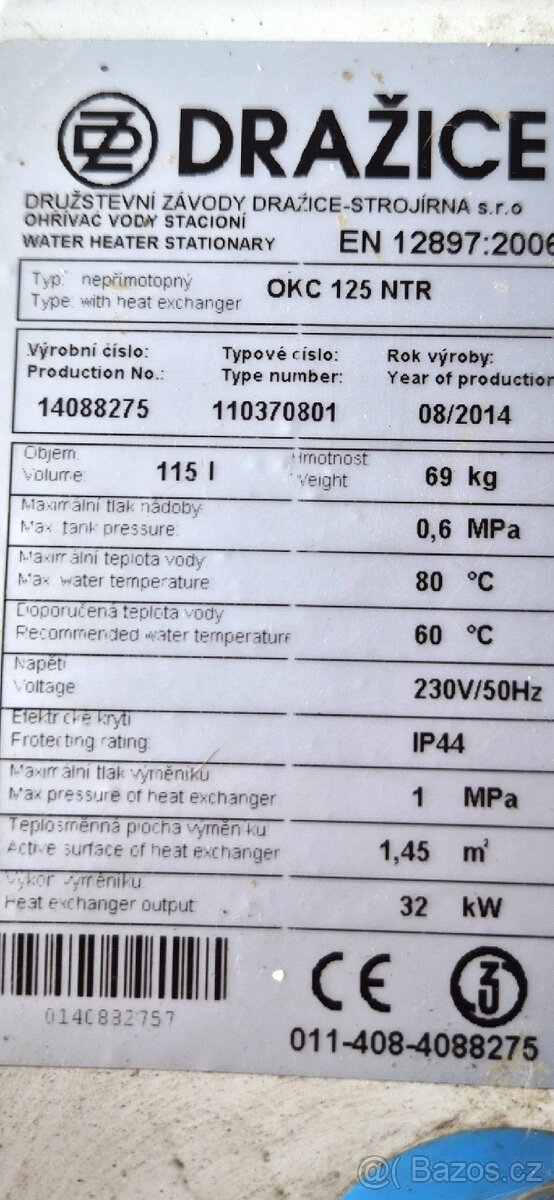 DRAŽICE
DRUŽSTEVNÍ ZÁVODY DRAŽICE-STROJÍRNA s.r.o
OHŘÍVAČ VODY STACIONÍ
WATER HEATER STATIONARY EN 12897:2006
Typ: nepřímotopný
Type: with heat exchanger OKC 125 NTR
Výrobní číslo: Typové číslo: Rok výroby:
Production No.: Type number: Year of production
14088275 110370801 08/2014
Objem Hmotnost
Volume: 115 l Weight 69 kg
Maximální tlak nádoby
Max. tank pressure: 0,6 MPa
Maximální teplota vody
Max water temperature 80 °C
Doporučená teplota vody
Recommended water temperature 60 °C
Napětí
Voltage 230V/50Hz
Elektrické krytí
Protecting rating: IP44
Maximální tlak výměníku
Max pressure of heat exchanger 1 MPa
Teplosměnná plocha výměníku
Active surface of heat exchanger 1,45 m²
Výkon výměníku
Heat exchanger output 32 kW
CE
011-408-4088275
@ Bazos.cz